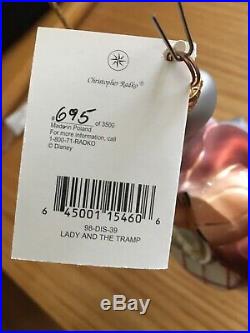 Christopher Radko®
# 695 of 3500
Made in Poland
For more information, call
1-800-71-RADKO
© Disney
6 45001 15460 6
98-DIS-39
LADY AND THE TRAMP